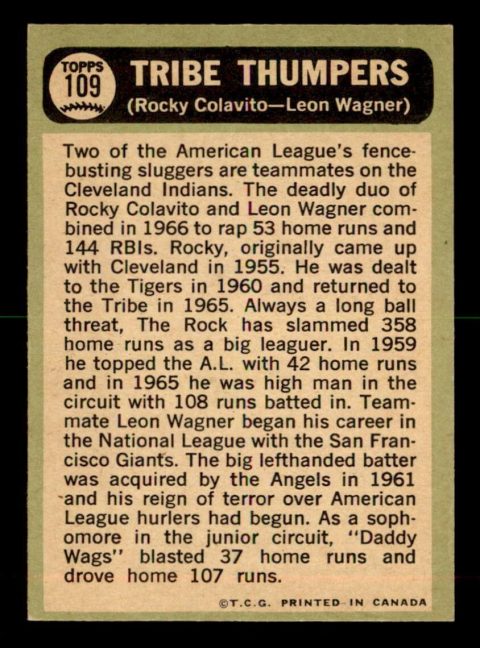 TOPPS
109
TRIBE THUMPERS
(Rocky Colavito—Leon Wagner)
Two of the American League's fence-
busting sluggers are teammates on the
Cleveland Indians. The deadly duo of
Rocky Colavito and Leon Wagner com-
bined in 1966 to rap 53 home runs and
144 RBIs. Rocky, originally came up
with Cleveland in 1955. He was dealt
to the Tigers in 1960 and returned to
the Tribe in 1965. Always a long ball
threat, The Rock has slammed 358
home runs as a big leaguer. In 1959
he topped the A.L. with 42 home runs
and in 1965 he was high man in the
circuit with 108 runs batted in. Team-
mate Leon Wagner began his career in
the National League with the San Fran-
cisco Giants. The big lefthanded batter
was acquired by the Angels in 1961
and his reign of terror over American
League hurlers had begun. As a soph-
omore in the junior circuit, "Daddy
Wags" blasted 37 home runs and
drove home 107 runs.
©T.C.G. PRINTED IN CANADA